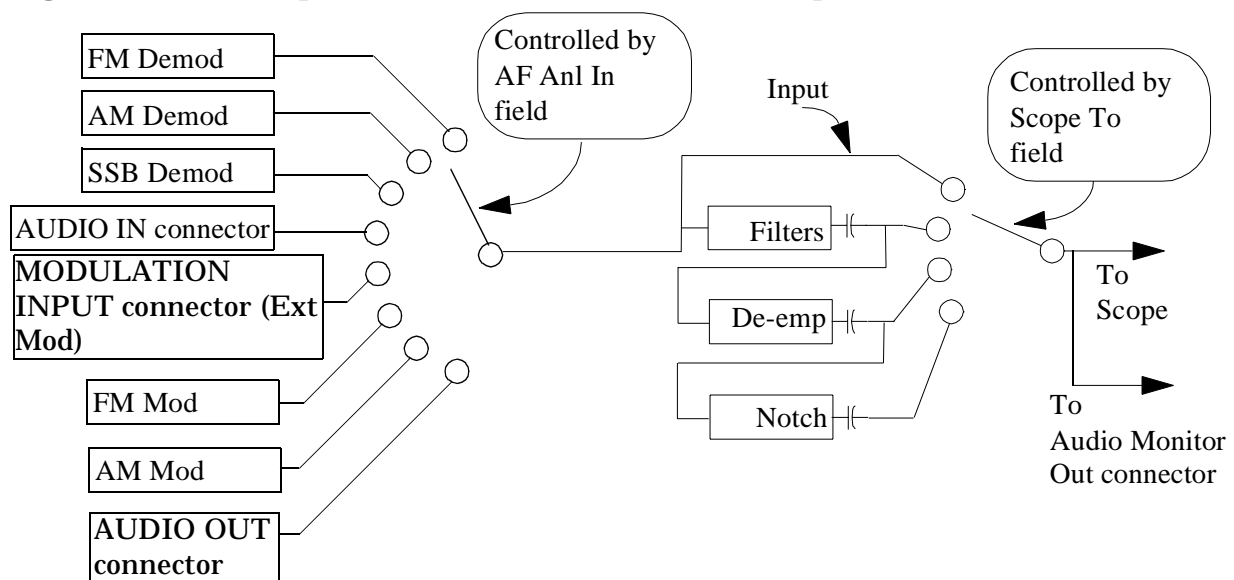 FM Demod
AM Demod
SSB Demod
AUDIO IN connector
MODULATION
INPUT connector (Ext
Mod)
FM Mod
AM Mod
AUDIO OUT
connector
Controlled by
AF Anl In
field
Input
Filters
De-emp
Notch
Controlled by
Scope To
field
To
Scope
To
Audio Monitor
Out connector